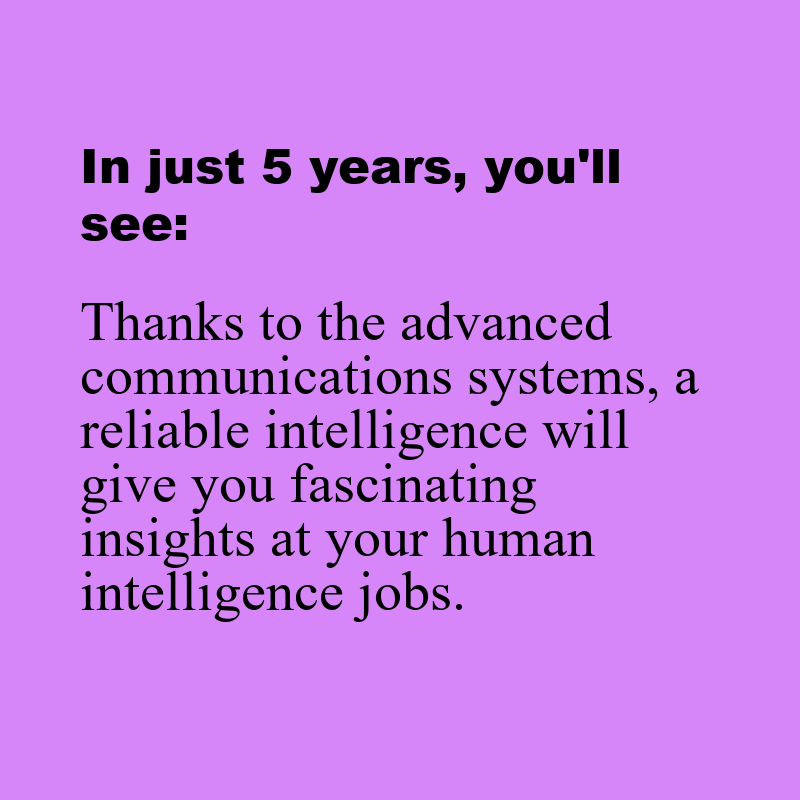 In just 5 years, you'll
see:
Thanks to the advanced
communications systems, a
reliable intelligence will
give you fascinating
insights at your human
intelligence jobs.